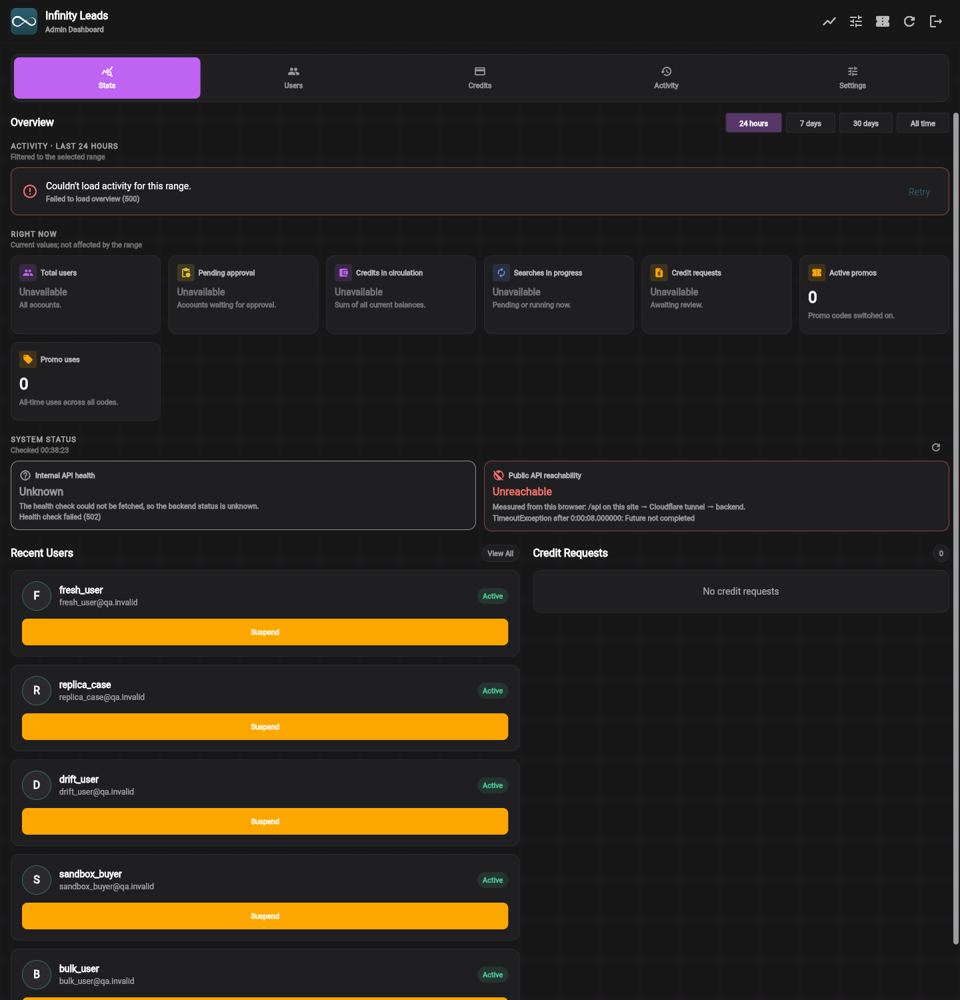 Infinity Leads
Admin Dashboard
Stats
Users
Credits
Activity
Settings
Overview
24 hours
7 days
30 days
All time
ACTIVITY · LAST 24 HOURS
Filtered to the selected range
Couldn't load activity for this range.
Failed to load overview (500)
Retry
RIGHT NOW
Current values; not affected by the range
Total users
Unavailable
All accounts.
Pending approval
Unavailable
Accounts waiting for approval.
Credits in circulation
Unavailable
Sum of all current balances.
Searches in progress
Unavailable
Pending or running now.
Credit requests
Unavailable
Awaiting review.
Active promos
0
Promo codes switched on.
Promo uses
0
All-time uses across all codes.
SYSTEM STATUS
Checked 00:38:23
Internal API health
Unknown
The health check could not be fetched, so the backend status is unknown.
Health check failed (502)
Public API reachability
Unreachable
Measured from this browser: /api on this site → Cloudflare tunnel → backend.
TimeoutException after 0:00:08.000000: Future not completed
Recent Users
View All
F
fresh_user
fresh_user@qa.invalid
Active
Suspend
R
replica_case
replica_case@qa.invalid
Active
Suspend
D
drift_user
drift_user@qa.invalid
Active
Suspend
S
sandbox_buyer
sandbox_buyer@qa.invalid
Active
Suspend
B
bulk_user
bulk_user@qa.invalid
Active
Credit Requests
0
No credit requests